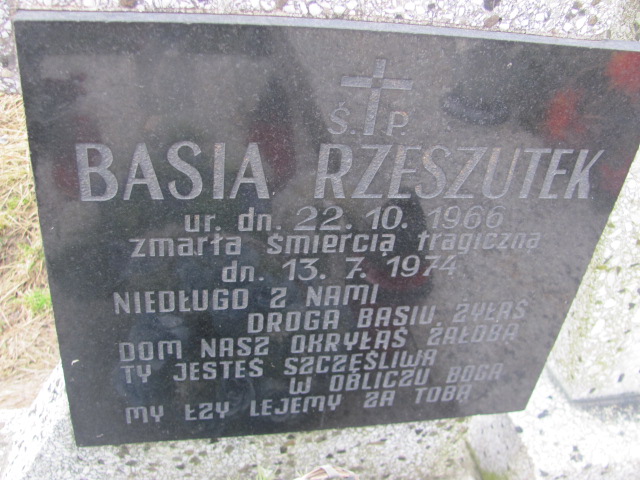 Ś. P.
BASIA RZESZUTEK
ur. dn. 22. 10. 1966
zmarła śmiercią tragiczną
dn. 13. 7. 1974
NIEDŁUGO Z NAMI
DROGA BASIU ŻYŁAŚ
DOM NASZ OKRYŁAŚ ŻAŁOBĄ
TY JESTEŚ SZCZĘŚLIWA
W OBLICZU BOGA
MY ŁZY LEJEMY ZA TOBĄ